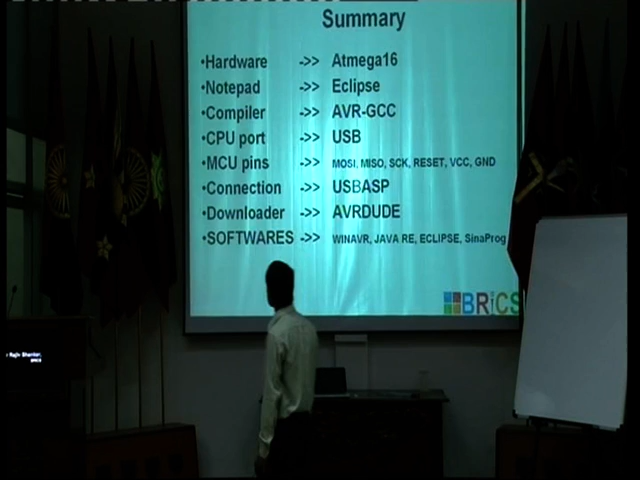 Summary
•Hardware ->> Atmega16
•Notepad ->> Eclipse
•Compiler ->> AVR-GCC
•CPU port ->> USB
•MCU pins ->> MOSI, MISO, SCK, RESET, VCC, GND
•Connection ->> USBASP
•Downloader ->> AVRDUDE
•SOFTWARES ->> WINAVR, JAVA RE, ECLIPSE, SinaProg
BRiCS